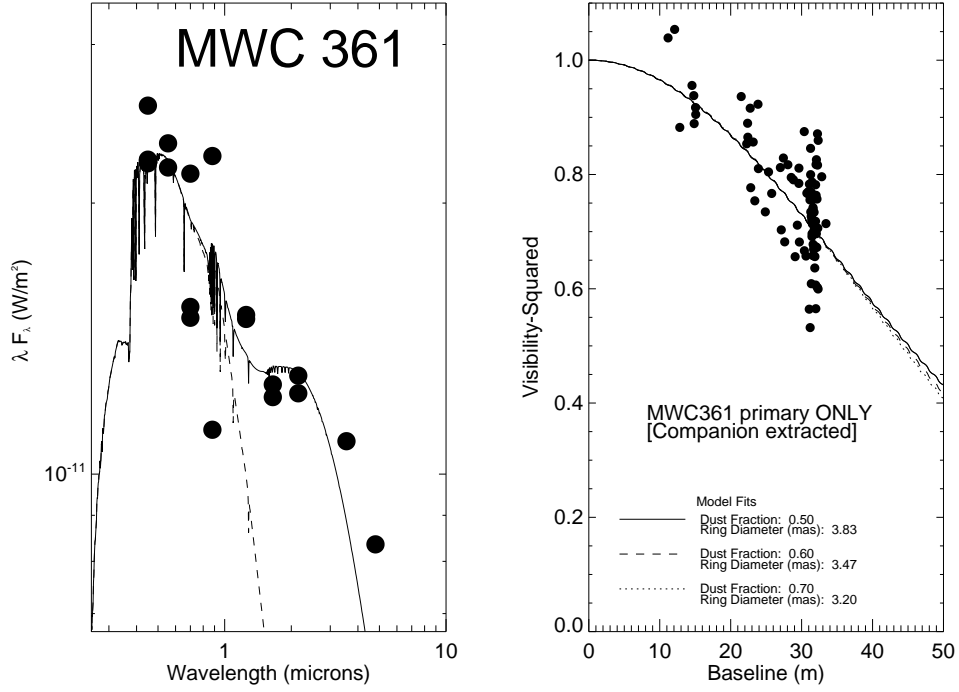 MWC 361
λ F_λ (W/m²)
10⁻¹¹
1
10
Wavelength (microns)
Visibility-Squared
1.0
0.8
0.6
0.4
0.2
0.0
0
10
20
30
40
50
Baseline (m)
MWC361 primary ONLY
[Companion extracted]
Model Fits
Dust Fraction: 0.50
Ring Diameter (mas): 3.83
Dust Fraction: 0.60
Ring Diameter (mas): 3.47
Dust Fraction: 0.70
Ring Diameter (mas): 3.20